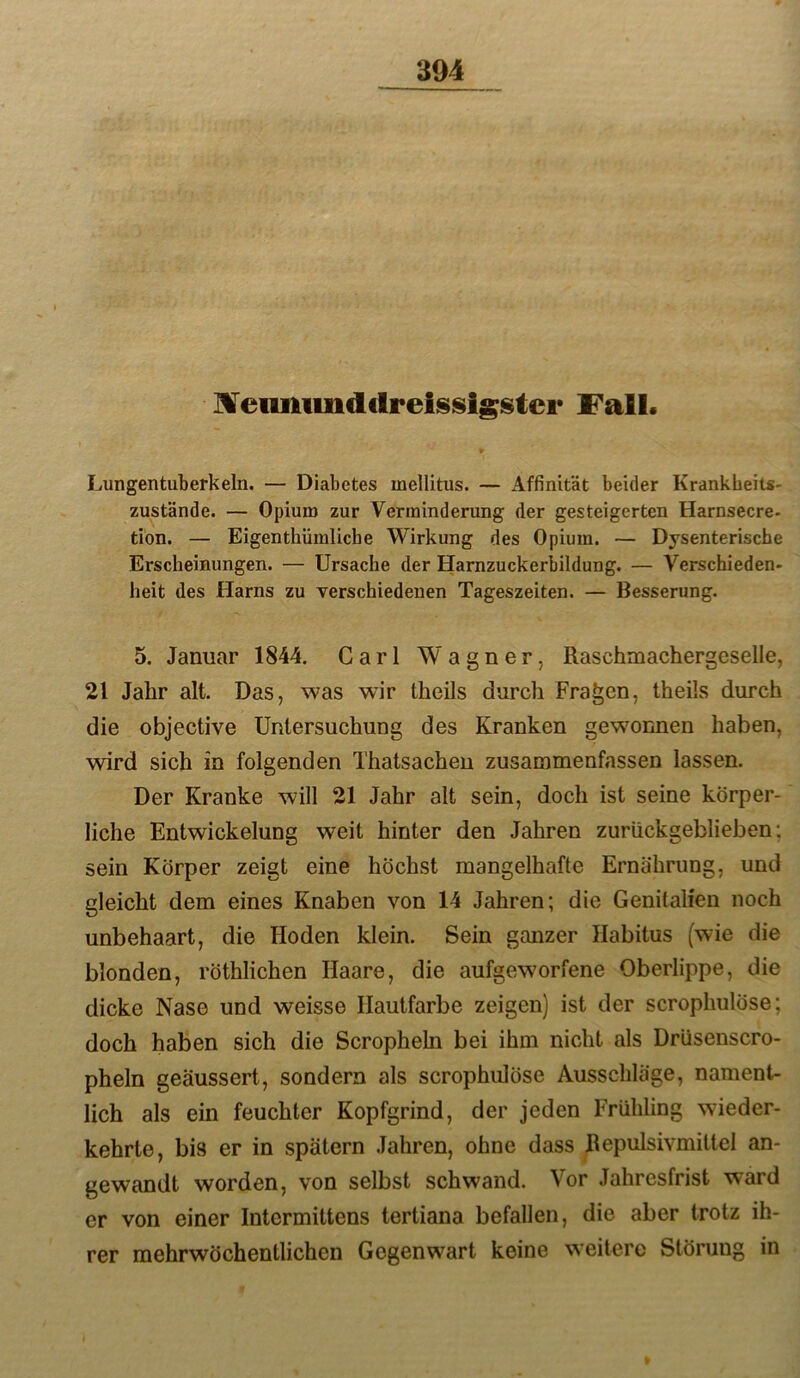 394
Neununddreissigster Fall.
Lungentuberkeln. — Diabetes mellitus. — Affinität beider Krankheits-
zustände. — Opium zur Verminderung der gesteigerten Harnsecre-
tion. — Eigenthümliche Wirkung des Opium. — Dysenterische
Erscheinungen. — Ursache der Harnzuckerbildung. — Verschieden-
heit des Harns zu verschiedenen Tageszeiten. — Besserung.
5. Januar 1844. Carl Wagner, Raschmachergeselle,
21 Jahr alt. Das, was wir theils durch Fragen, theils durch
die objective Untersuchung des Kranken gewonnen haben,
wird sich in folgenden Thatsachen zusammenfassen lassen.
Der Kranke will 21 Jahr alt sein, doch ist seine körper-
liche Entwickelung weit hinter den Jahren zurückgeblieben;
sein Körper zeigt eine höchst mangelhafte Ernährung, und
gleicht dem eines Knaben von 14 Jahren; die Genitalien noch
unbehaart, die Hoden klein. Sein ganzer Habitus (wie die
blonden, röthlichen Haare, die aufgeworfene Oberlippe, die
dicke Nase und weisse Hautfarbe zeigen) ist der scrophulöse;
doch haben sich die Scropheln bei ihm nicht als Drüsenscro-
pheln geäussert, sondern als scrophulöse Ausschläge, nament-
lich als ein feuchter Kopfgrind, der jeden Frühling wieder-
kehrte, bis er in spätern Jahren, ohne dass Repulsivmittel an-
gewandt worden, von selbst schwand. Vor Jahresfrist ward
er von einer Intermittens tertiana befallen, die aber trotz ih-
rer mehrwöchentlichen Gegenwart keine weitere Störung in